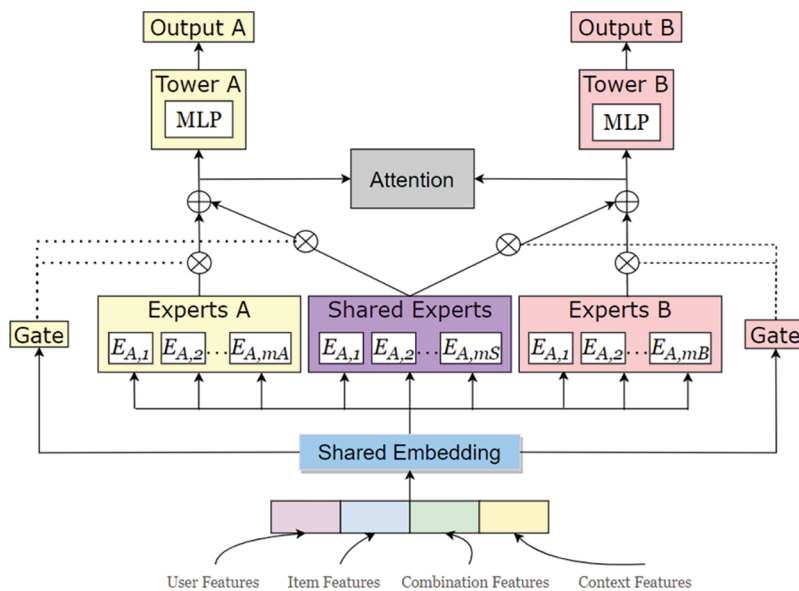 Output A
Output B
Tower A
MLP
Tower B
MLP
Attention
Experts A
Shared Experts
Experts B
Gate
E_{A,1} E_{A,2} ... E_{A,mA}
E_{A,1} E_{A,2} ... E_{A,mS}
E_{A,1} E_{A,2} ... E_{A,mB}
Gate
Shared Embedding
User Features
Item Features
Combination Features
Context Features